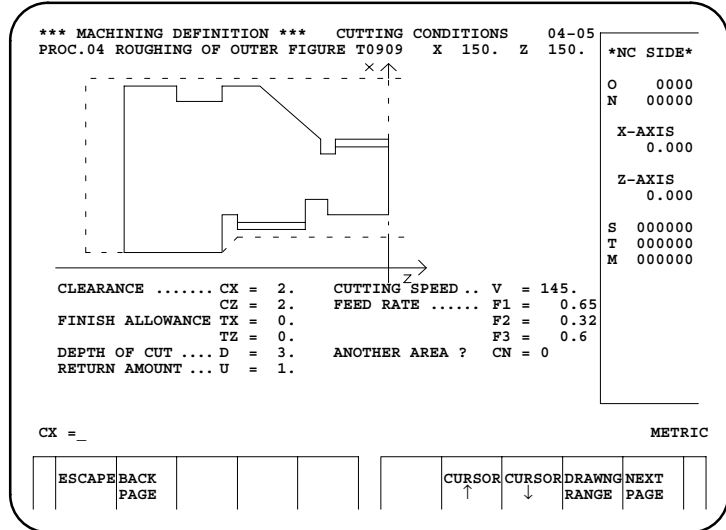 *** MACHINING DEFINITION *** CUTTING CONDITIONS 04-05
PROC.04 ROUGHING OF OUTER FIGURE T0909 X 150. Z 150.
*NC SIDE*
O 0000
N 00000
X-AXIS
0.000
Z-AXIS
0.000
S 000000
T 000000
M 000000
X
Z
CLEARANCE ....... CX = 2. CUTTING SPEED .. V = 145.
CZ = 2. FEED RATE ...... F1 = 0.65
FINISH ALLOWANCE TX = 0. F2 = 0.32
TZ = 0. F3 = 0.6
DEPTH OF CUT .... D = 3. ANOTHER AREA ? CN = 0
RETURN AMOUNT ... U = 1.
CX =_ METRIC
ESCAPE BACK PAGE CURSOR ↑ CURSOR ↓ DRAWNG RANGE NEXT PAGE